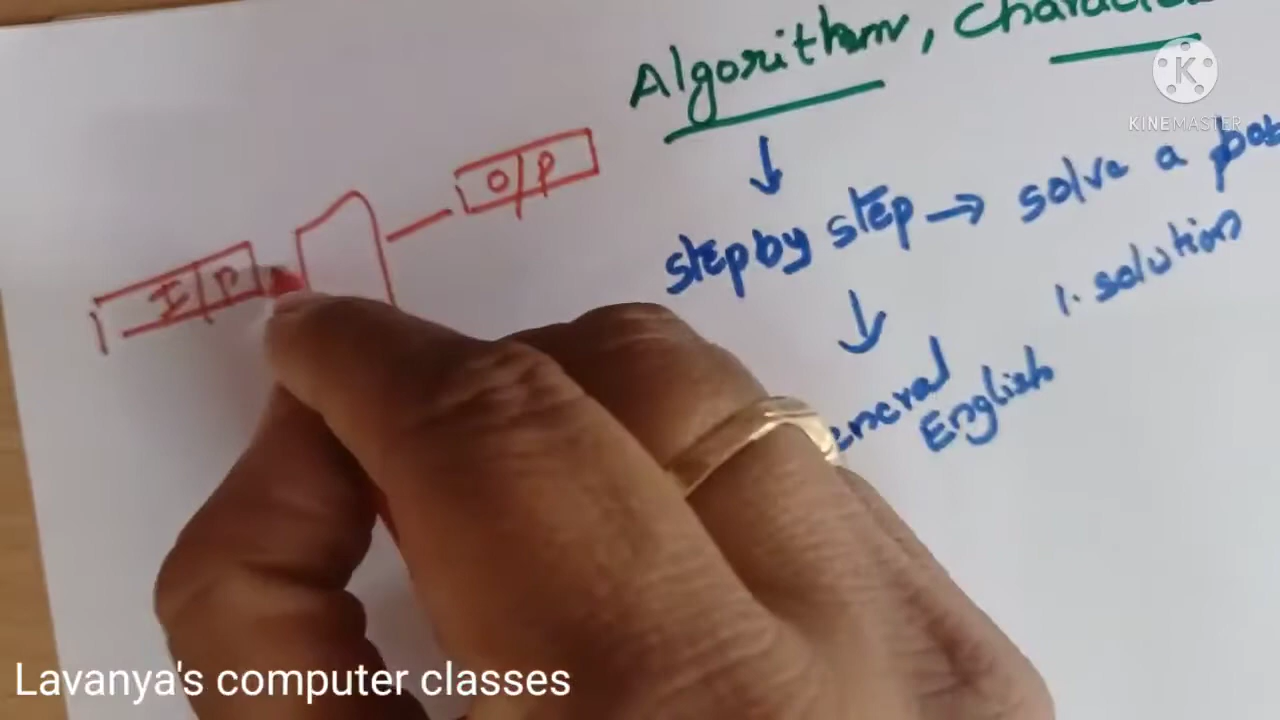 Algorithm,
KINEMASTER
O/P
I/P
step by step → solve a
1. solution
English
Lavanya's computer classes